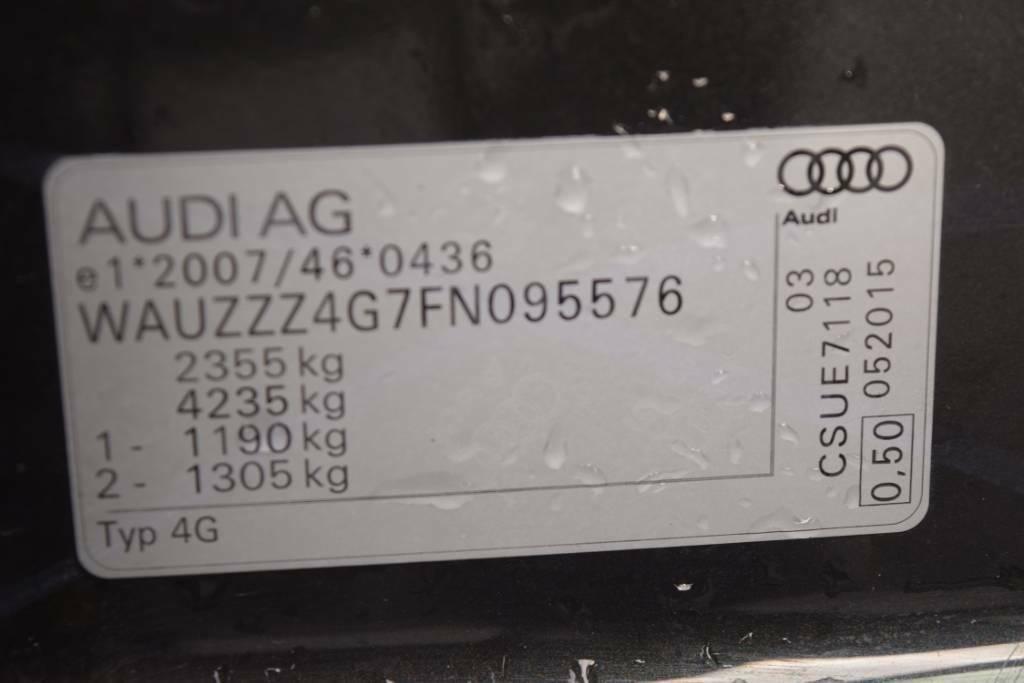 AUDI AG
e1*2007/46*0436
WAUZZZ4G7FN095576
2355 kg
4235 kg
1 - 1190 kg
2 - 1305 kg
Typ 4G
Audi
03
CSUE7118
0,50 052015